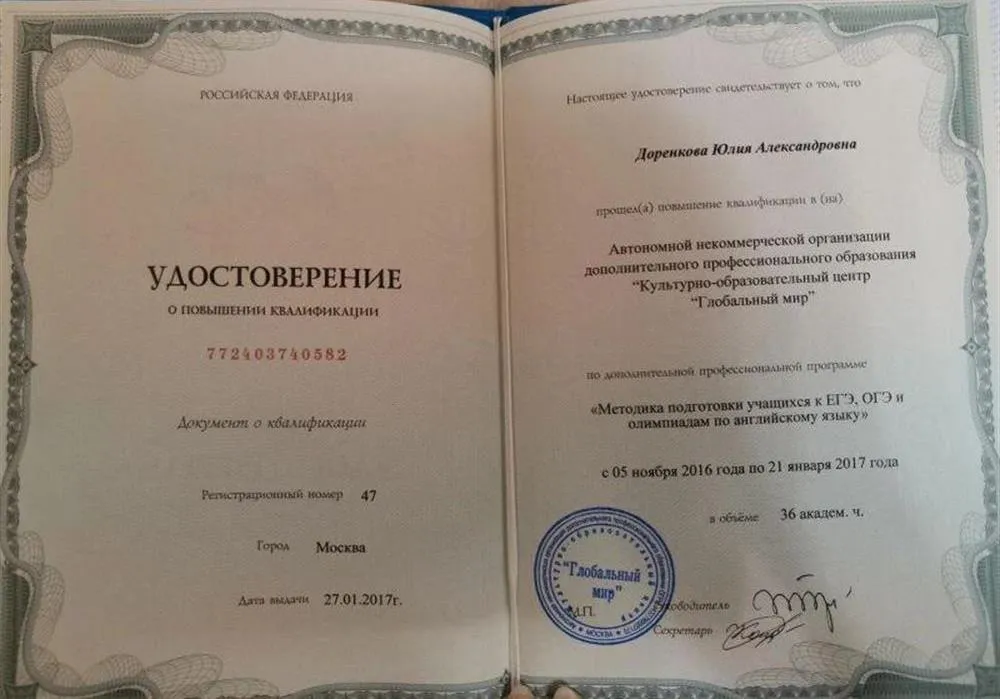 РОССИЙСКАЯ ФЕДЕРАЦИЯ
УДОСТОВЕРЕНИЕ
О ПОВЫШЕНИИ КВАЛИФИКАЦИИ
772403740582
Документ о квалификации
Регистрационный номер 47
Город Москва
Дата выдачи 27.01.2017г.
Настоящее удостоверение свидетельствует о том, что
Доренкова Юлия Александровна
прошел(а) повышение квалификации в (на)
Автономной некоммерческой организации
дополнительного профессионального образования
“Культурно-образовательный центр
“Глобальный мир”
по дополнительной профессиональной программе
«Методика подготовки учащихся к ЕГЭ, ОГЭ и
олимпиадам по английскому языку»
с 05 ноября 2016 года по 21 января 2017 года
в объёме 36 академ. ч.
"Глобальный
мир"
МОСКВА
М.П.
Руководитель
Секретарь